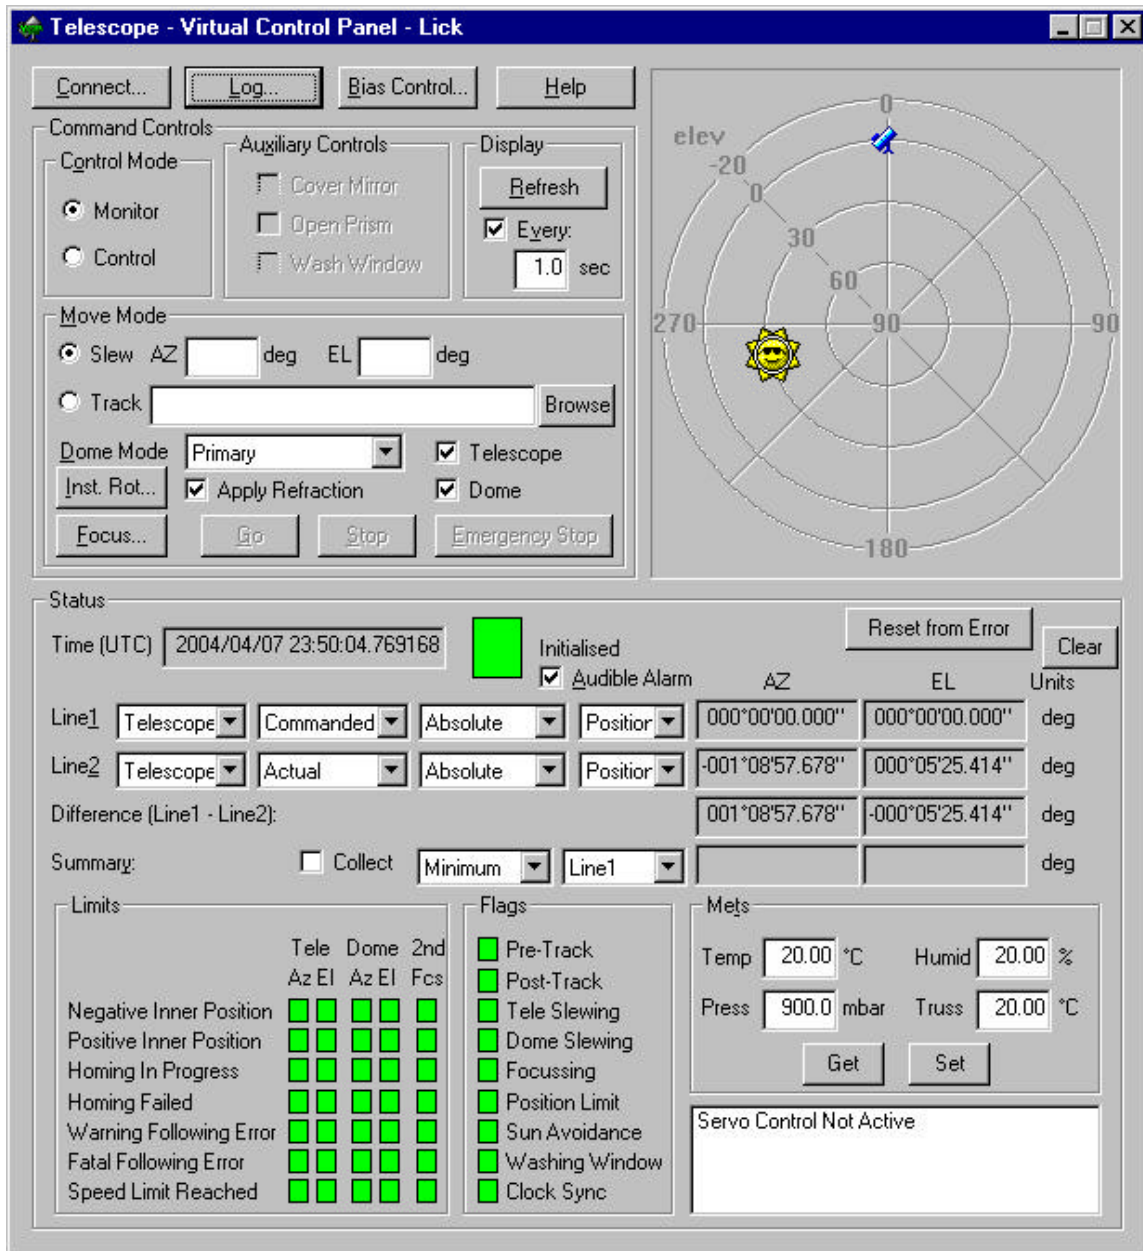 Telescope - Virtual Control Panel - Lick
Connect... Log... Bias Control... Help
Command Controls
Control Mode
Monitor
Control
Auxiliary Controls
Cover Mirror
Open Prism
Wash Window
Display
Refresh
Every:
1.0 sec
Move Mode
Slew AZ deg EL deg
Track Browse
Dome Mode Primary Telescope
Inst. Rot... Apply Refraction Dome
Focus... Go Stop Emergency Stop
0
elev
-20
0
30
60
270 90 90
180
Status
Time (UTC) 2004/04/07 23:50:04.769168 Initialised Reset from Error Clear
Audible Alarm AZ EL Units
Line1 Telescope Commanded Absolute Position 000°00'00.000" 000°00'00.000" deg
Line2 Telescope Actual Absolute Position -001°08'57.678" 000°05'25.414" deg
Difference (Line1 - Line2): 001°08'57.678" -000°05'25.414" deg
Summary: Collect Minimum Line1 deg
Limits
Tele Dome 2nd
Az El Az El Fcs
Negative Inner Position
Positive Inner Position
Homing In Progress
Homing Failed
Warning Following Error
Fatal Following Error
Speed Limit Reached
Flags
Pre-Track
Post-Track
Tele Slewing
Dome Slewing
Focussing
Position Limit
Sun Avoidance
Washing Window
Clock Sync
Mets
Temp 20.00 °C Humid 20.00 %
Press 900.0 mbar Truss 20.00 °C
Get Set
Servo Control Not Active